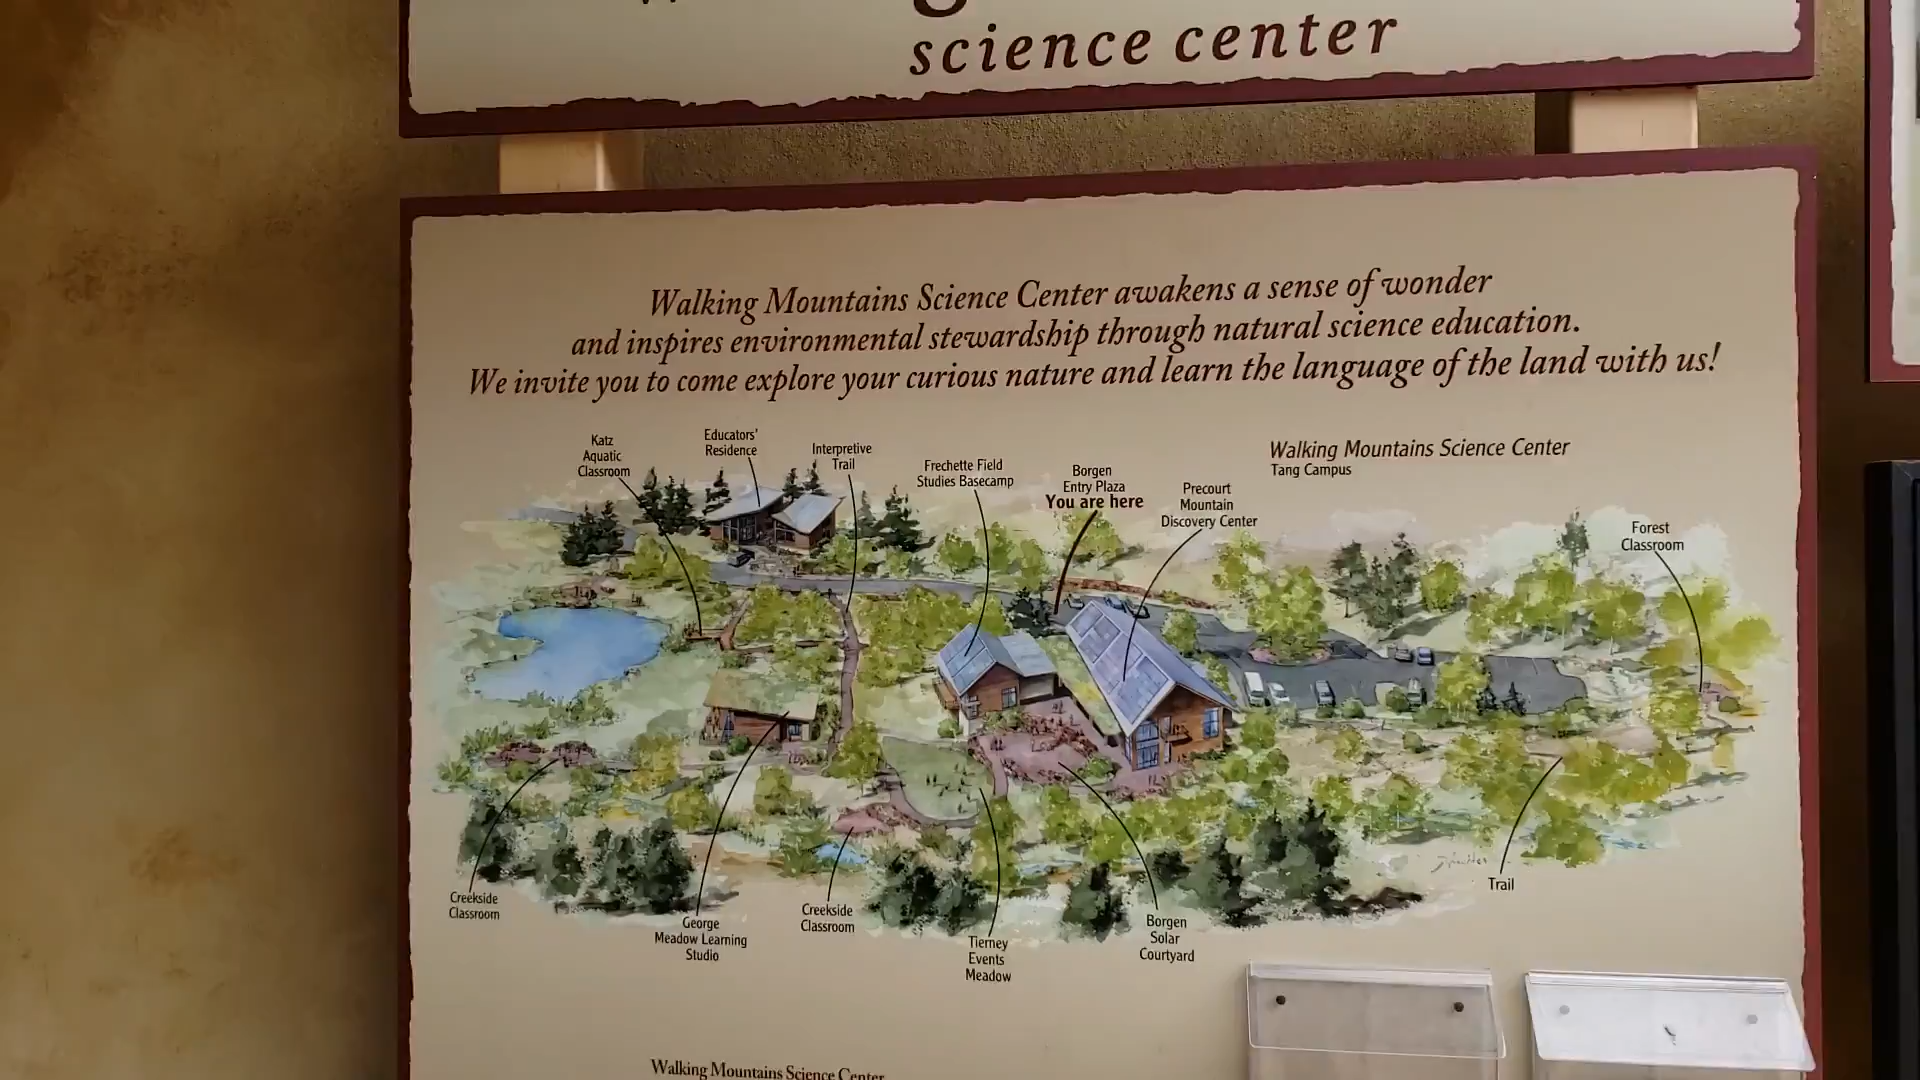 science center
Walking Mountains Science Center awakens a sense of wonder
and inspires environmental stewardship through natural science education.
We invite you to come explore your curious nature and learn the language of the land with us!
Katz
Aquatic
Classroom
Educators'
Residence
Interpretive
Trail
Frechette Field
Studies Basecamp
Borgen
Entry Plaza
You are here
Precourt
Mountain
Discovery Center
Walking Mountains Science Center
Tang Campus
Forest
Classroom
Creekside
Classroom
George
Meadow Learning
Studio
Creekside
Classroom
Tierney
Events
Meadow
Borgen
Solar
Courtyard
Trail
Walking Mountains Science Center